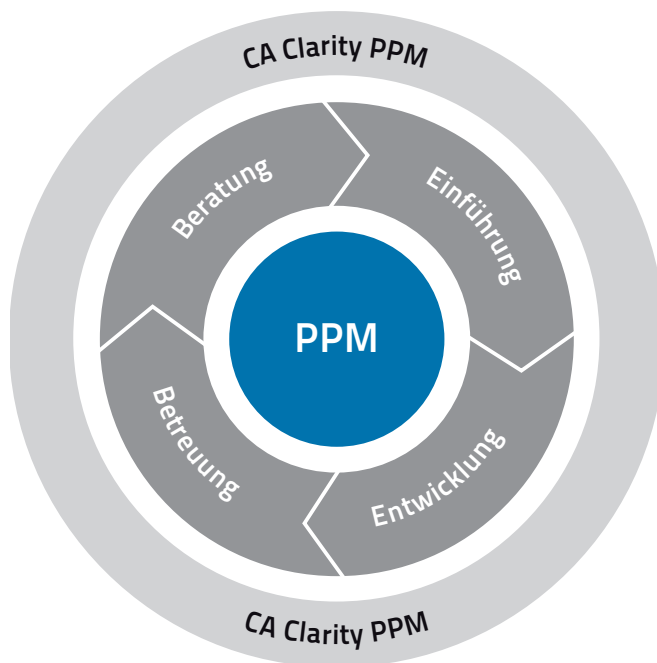 CA Clarity PPM
Beratung
Einführung
PPM
Betreuung
Entwicklung
CA Clarity PPM